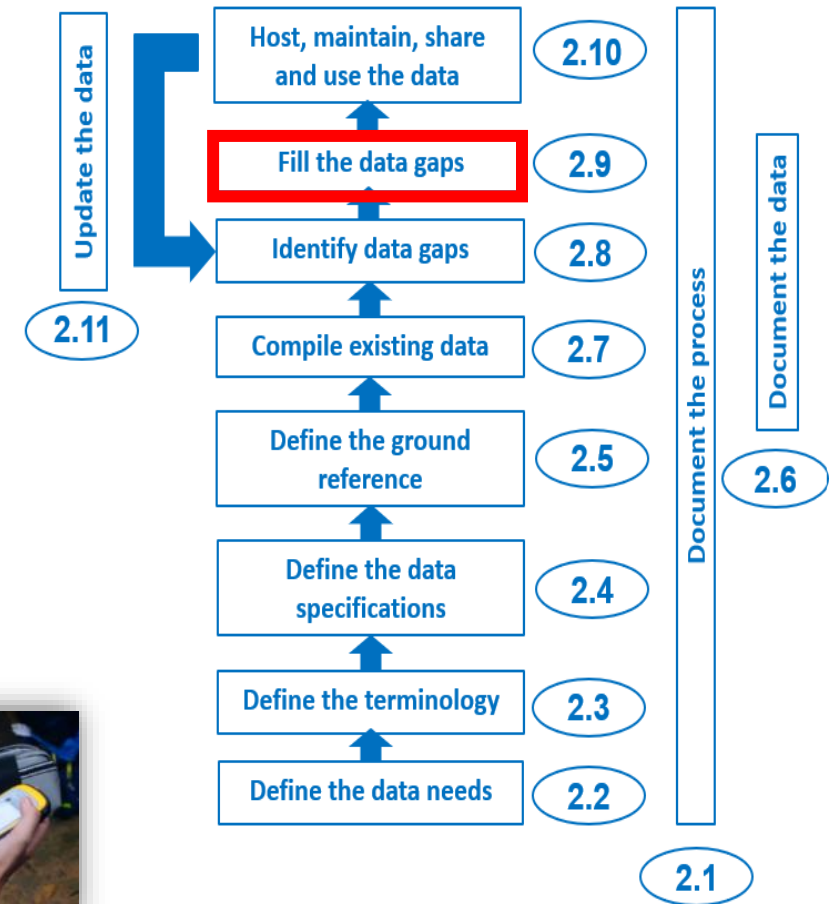 Update the data
2.11
Host, maintain, share
and use the data
2.10
Fill the data gaps
2.9
Identify data gaps
2.8
Compile existing data
2.7
Define the ground
reference
2.5
Define the data
specifications
2.4
Define the terminology
2.3
Define the data needs
2.2
Document the process
2.1
Document the data
2.6